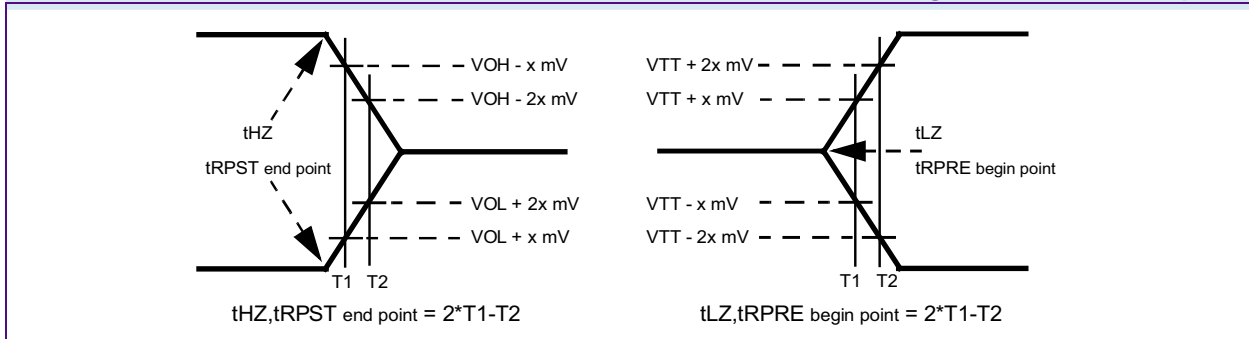 VOH - x mV
VOH - 2x mV
tHZ
tRPST end point
VOL + 2x mV
VOL + x mV
T1 T2
tHZ,tRPST end point = 2*T1-T2
VTT + 2x mV
VTT + x mV
tLZ
tRPRE begin point
VTT - x mV
VTT - 2x mV
T1 T2
tLZ,tRPRE begin point = 2*T1-T2